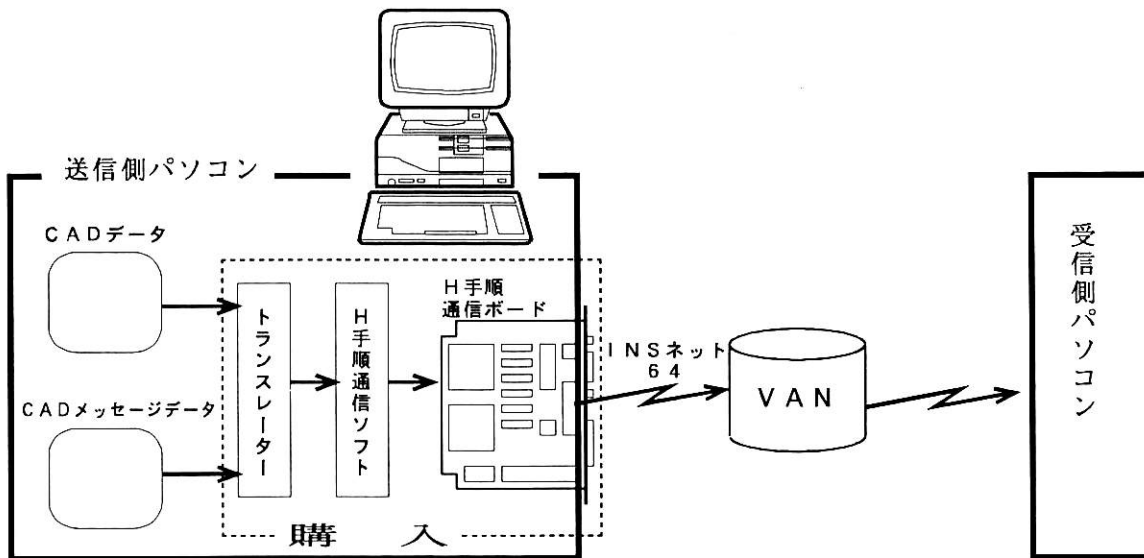 送信側パソコン
CADデータ
CADメッセージデータ
トランスレーター
H手順通信ソフト
H手順
通信ボード
購入
INSネット
64
VAN
受信側パソコン